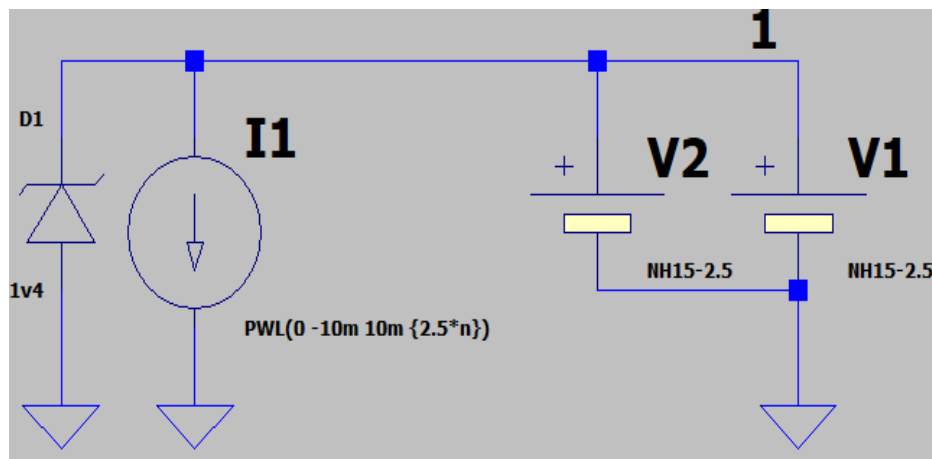 1
D1
I1
+
V2
+
V1
NH15-2.5
NH15-2.5
1v4
PWL(0 -10m 10m {2.5*n})